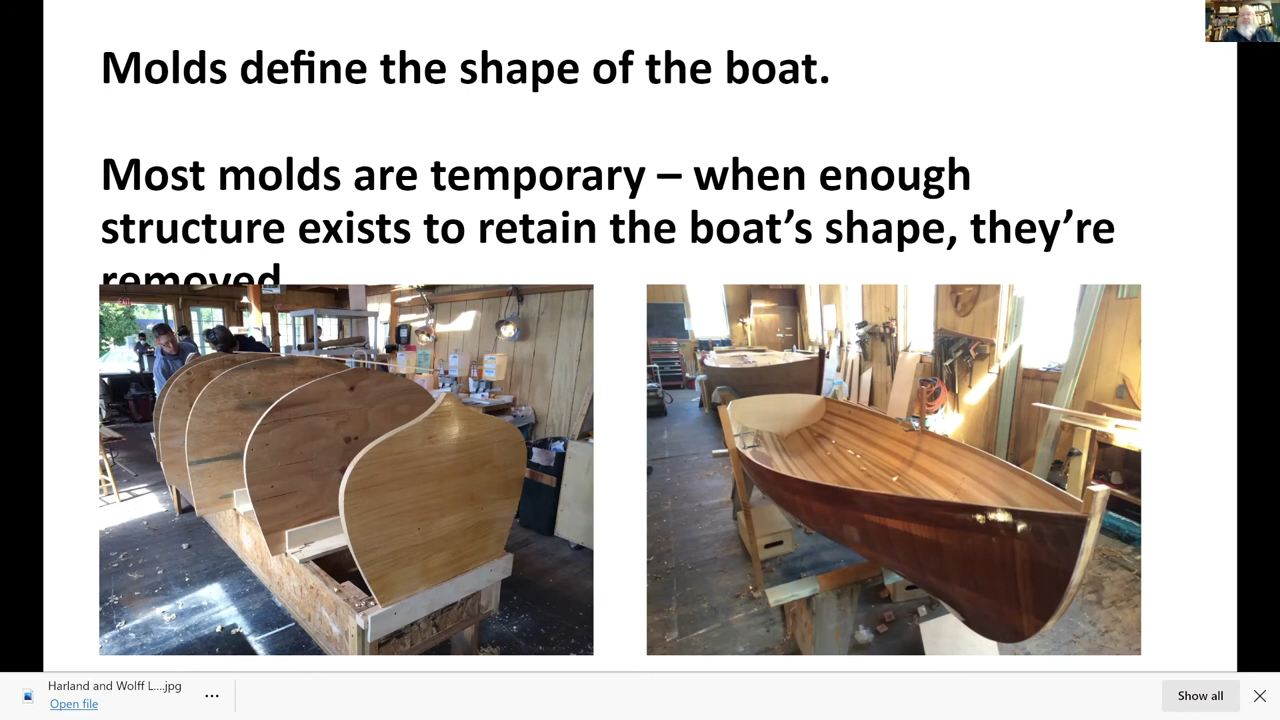 Molds define the shape of the boat.
Most molds are temporary – when enough
structure exists to retain the boat’s shape, they’re
removed
Harland and Wolff L....jpg
Open file
Show all